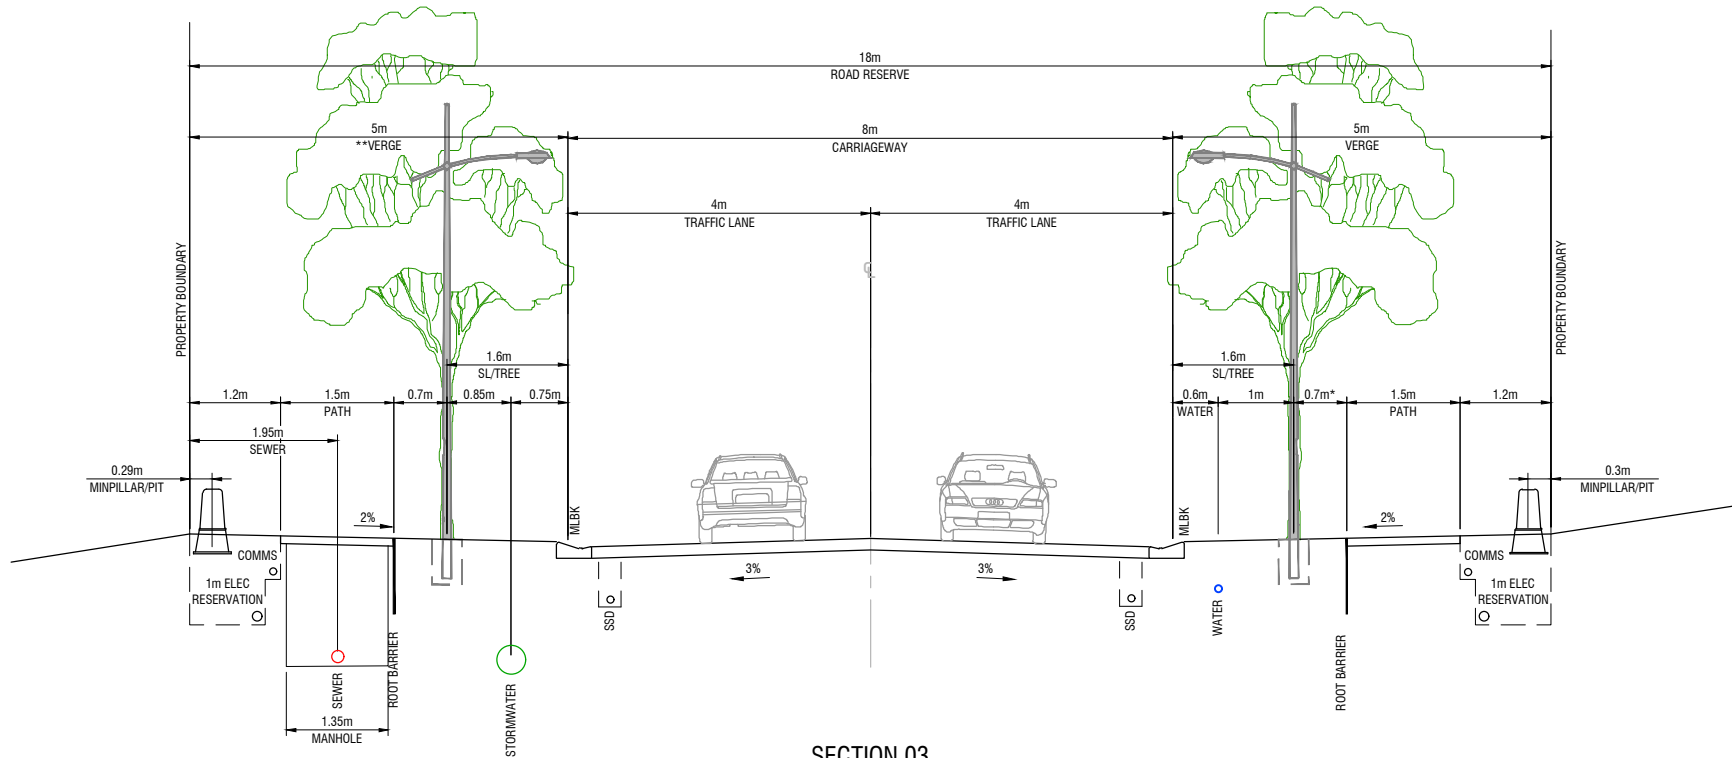 18m
ROAD RESERVE
5m
**VERGE
8m
CARRIAGEWAY
5m
VERGE
4m
TRAFFIC LANE
4m
TRAFFIC LANE
PROPERTY BOUNDARY
PROPERTY BOUNDARY
1.6m
SL/TREE
1.6m
SL/TREE
1.2m
1.5m
PATH
0.7m
0.85m
0.75m
0.6m
WATER
1m
0.7m*
1.5m
PATH
1.2m
1.95m
SEWER
0.29m
MINPILLAR/PIT
0.3m
MINPILLAR/PIT
2%
MLBK
MLBK
2%
COMMS
1m ELEC
RESERVATION
3%
3%
COMMS
1m ELEC
RESERVATION
SSD
SSD
WATER
ROOT BARRIER
ROOT BARRIER
SEWER
STORMWATER
1.35m
MANHOLE
SECTION 03